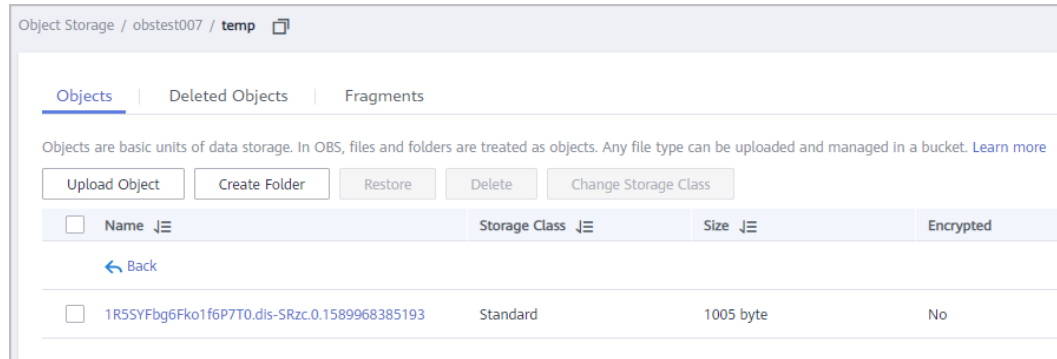 Object Storage / obstest007 / temp
Objects Deleted Objects Fragments
Objects are basic units of data storage. In OBS, files and folders are treated as objects. Any file type can be uploaded and managed in a bucket. Learn more
Upload Object Create Folder Restore Delete Change Storage Class
Name Storage Class Size Encrypted
Back
1R5SYFbg6Fko1f6P7T0.dis-SRzc.0.1589968385193 Standard 1005 byte No